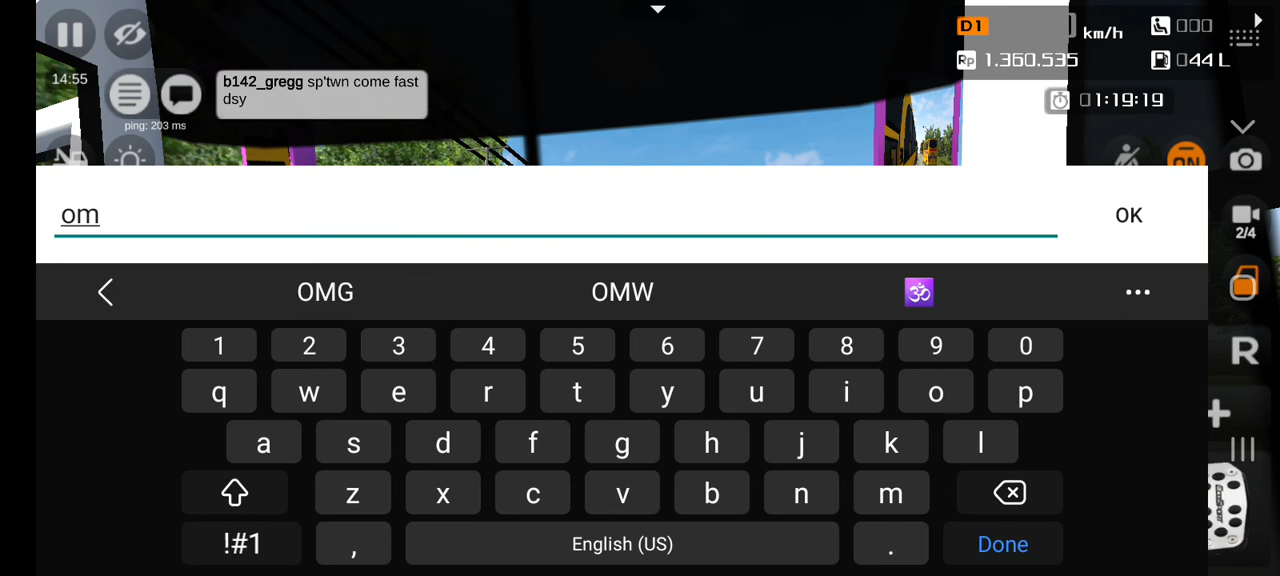 D1
km/h
Rp 1.360.535
044 L
14:55
b142_gregg sp'twn come fast
dsy
01:19:19
ping: 203 ms
ON
om
OK
2/4
OMG OMW 🕉 ...
1 2 3 4 5 6 7 8 9 0
q w e r t y u i o p
R
a s d f g h j k l
z x c v b n m
!#1 , English (US) . Done